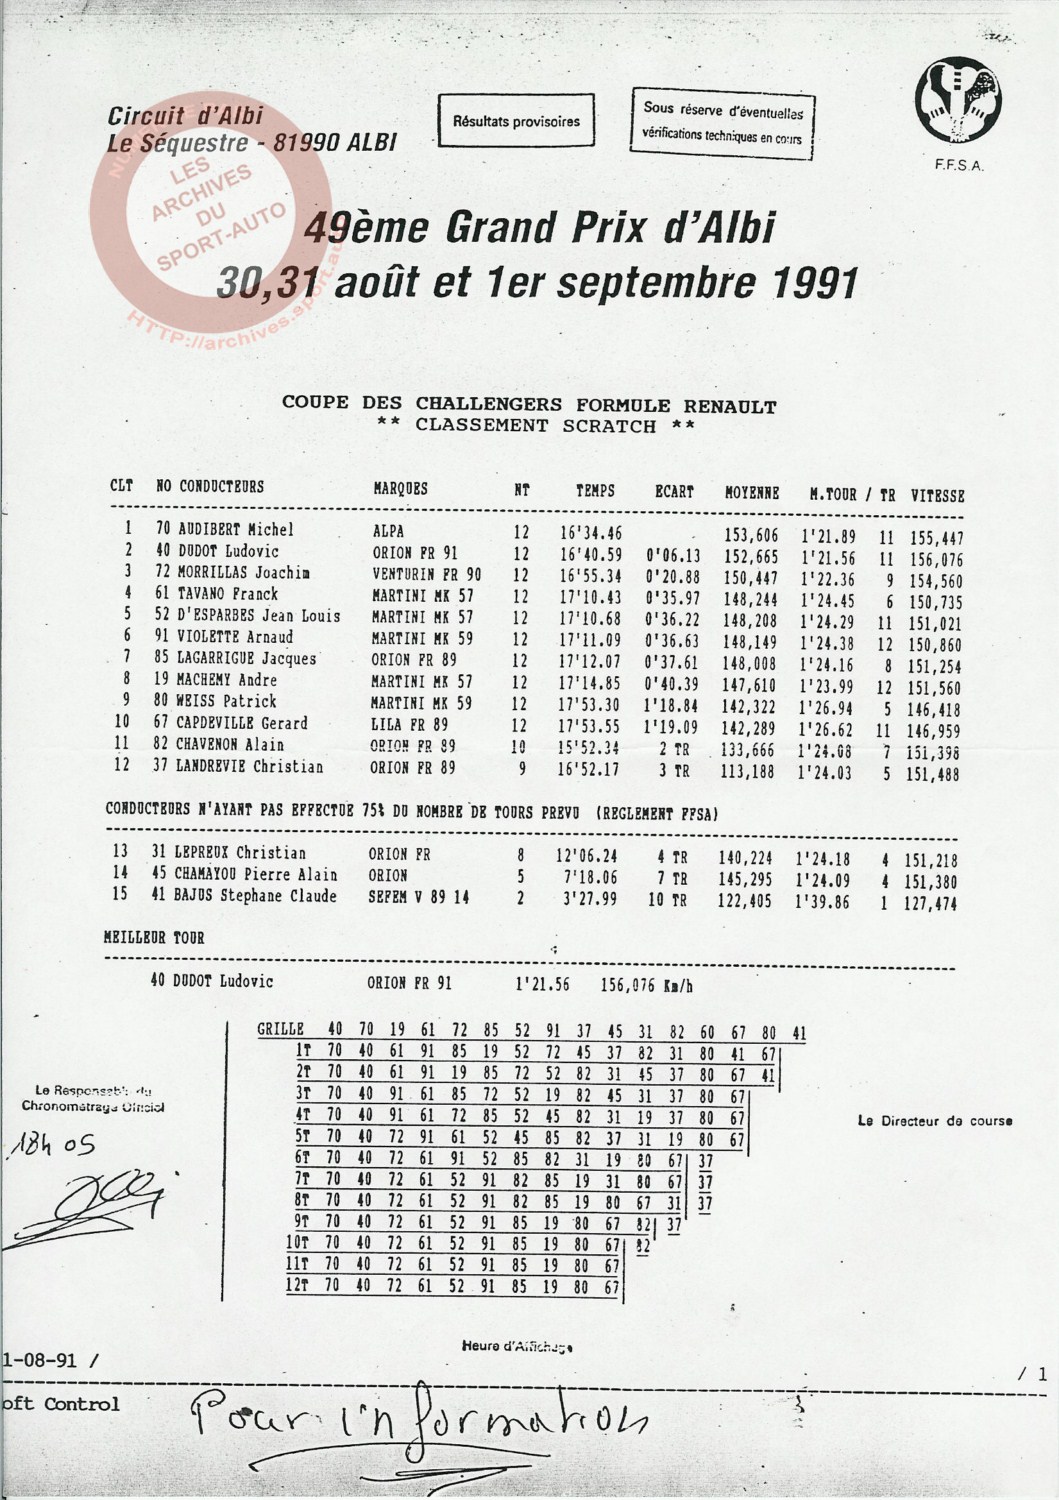 Circuit d'Albi
Le Séquestre - 81990 ALBI
Résultats provisoires
Sous réserve d'éventuelles
vérifications techniques en cours
F.F.S.A.
LES
ARCHIVES
DU
SPORT-AUTO
HTTP://archives.sport.au
49ème Grand Prix d'Albi
30,31 août et 1er septembre 1991
COUPE DES CHALLENGERS FORMULE RENAULT
** CLASSEMENT SCRATCH **
CLT NO CONDUCTEURS MARQUES NT TEMPS ECART MOYENNE M.TOUR / TR VITESSE
1 70 AUDIBERT Michel ALPA 12 16'34.46 153,606 1'21.89 11 155,447
2 40 DUDOT Ludovic ORION FR 91 12 16'40.59 0'06.13 152,665 1'21.56 11 156,076
3 72 MORRILLAS Joachim VENTURIN FR 90 12 16'55.34 0'20.88 150,447 1'22.36 9 154,560
4 61 TAVANO Franck MARTINI MK 57 12 17'10.43 0'35.97 148,244 1'24.45 6 150,735
5 52 D'ESPARBES Jean Louis MARTINI MK 57 12 17'10.68 0'36.22 148,208 1'24.29 11 151,021
6 91 VIOLETTE Arnaud MARTINI MK 59 12 17'11.09 0'36.63 148,149 1'24.38 12 150,860
7 85 LAGARRIGUE Jacques ORION FR 89 12 17'12.07 0'37.61 148,008 1'24.16 8 151,254
8 19 MACHEMY Andre MARTINI MK 57 12 17'14.85 0'40.39 147,610 1'23.99 12 151,560
9 80 WEISS Patrick MARTINI MK 59 12 17'53.30 1'18.84 142,322 1'26.94 5 146,418
10 67 CAPDEVILLE Gerard LILA FR 89 12 17'53.55 1'19.09 142,289 1'26.62 11 146,959
11 82 CHAVENON Alain ORION FR 89 10 15'52.34 2 TR 133,666 1'24.08 7 151,398
12 37 LANDREVIE Christian ORION FR 89 9 16'52.17 3 TR 113,188 1'24.03 5 151,488
CONDUCTEURS N'AYANT PAS EFFECTUE 75% DU NOMBRE DE TOURS PREVU (REGLEMENT FFSA)
13 31 LEPREUX Christian ORION FR 8 12'06.24 4 TR 140,224 1'24.18 4 151,218
14 45 CHAMAYOU Pierre Alain ORION 5 7'18.06 7 TR 145,295 1'24.09 4 151,380
15 41 BAJUS Stephane Claude SEFEM V 89 14 2 3'27.99 10 TR 122,405 1'39.86 1 127,474
MEILLEUR TOUR
40 DUDOT Ludovic ORION FR 91 1'21.56 156,076 Km/h
GRILLE 40 70 19 61 72 85 52 91 37 45 31 82 60 67 80 41
1T 70 40 61 91 85 19 52 72 45 37 82 31 80 41 67
2T 70 40 61 91 19 85 72 52 82 31 45 37 80 67 41
3T 70 40 91 61 85 72 52 19 82 45 31 37 80 67
4T 70 40 91 61 72 85 52 45 82 31 19 37 80 67
5T 70 40 72 91 61 52 45 85 82 37 31 19 80 67
6T 70 40 72 61 91 52 85 82 31 19 80 67 37
7T 70 40 72 61 52 91 82 85 19 31 80 67 37
8T 70 40 72 61 52 91 82 85 19 80 67 31 37
9T 70 40 72 61 52 91 85 19 80 67 82 37
10T 70 40 72 61 52 91 85 19 80 67 82
11T 70 40 72 61 52 91 85 19 80 67
12T 70 40 72 61 52 91 85 19 80 67
Le Responsable du
Chronométrage Officiel
18h 05
Le Directeur de course
Heure d'Affichage
1-08-91 /
/ 1
oft Control
Pour information